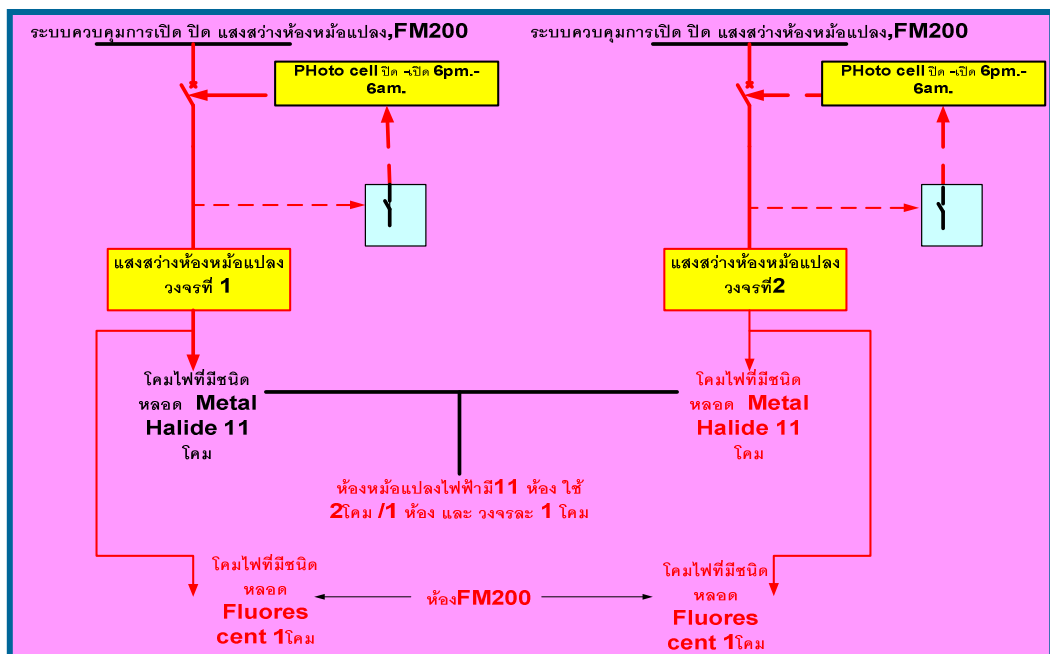 ระบบควบคุมการเปิด ปิด แสงสว่างห้องหม้อแปลง,FM200
ระบบควบคุมการเปิด ปิด แสงสว่างห้องหม้อแปลง,FM200
PHoto cell ปิด -เปิด 6pm.-
6am.
PHoto cell ปิด -เปิด 6pm.-
6am.
แสงสว่างห้องหม้อแปลง
วงจรที่ 1
แสงสว่างห้องหม้อแปลง
วงจรที่2
โคมไฟที่มีชนิด
หลอด Metal
Halide 11
โคม
โคมไฟที่มีชนิด
หลอด Metal
Halide 11
โคม
ห้องหม้อแปลงไฟฟ้ามี11 ห้อง ใช้
2โคม /1 ห้อง และ วงจรละ 1 โคม
โคมไฟที่มีชนิด
หลอด
Fluores
cent 1โคม
ห้องFM200
โคมไฟที่มีชนิด
หลอด
Fluores
cent 1โคม